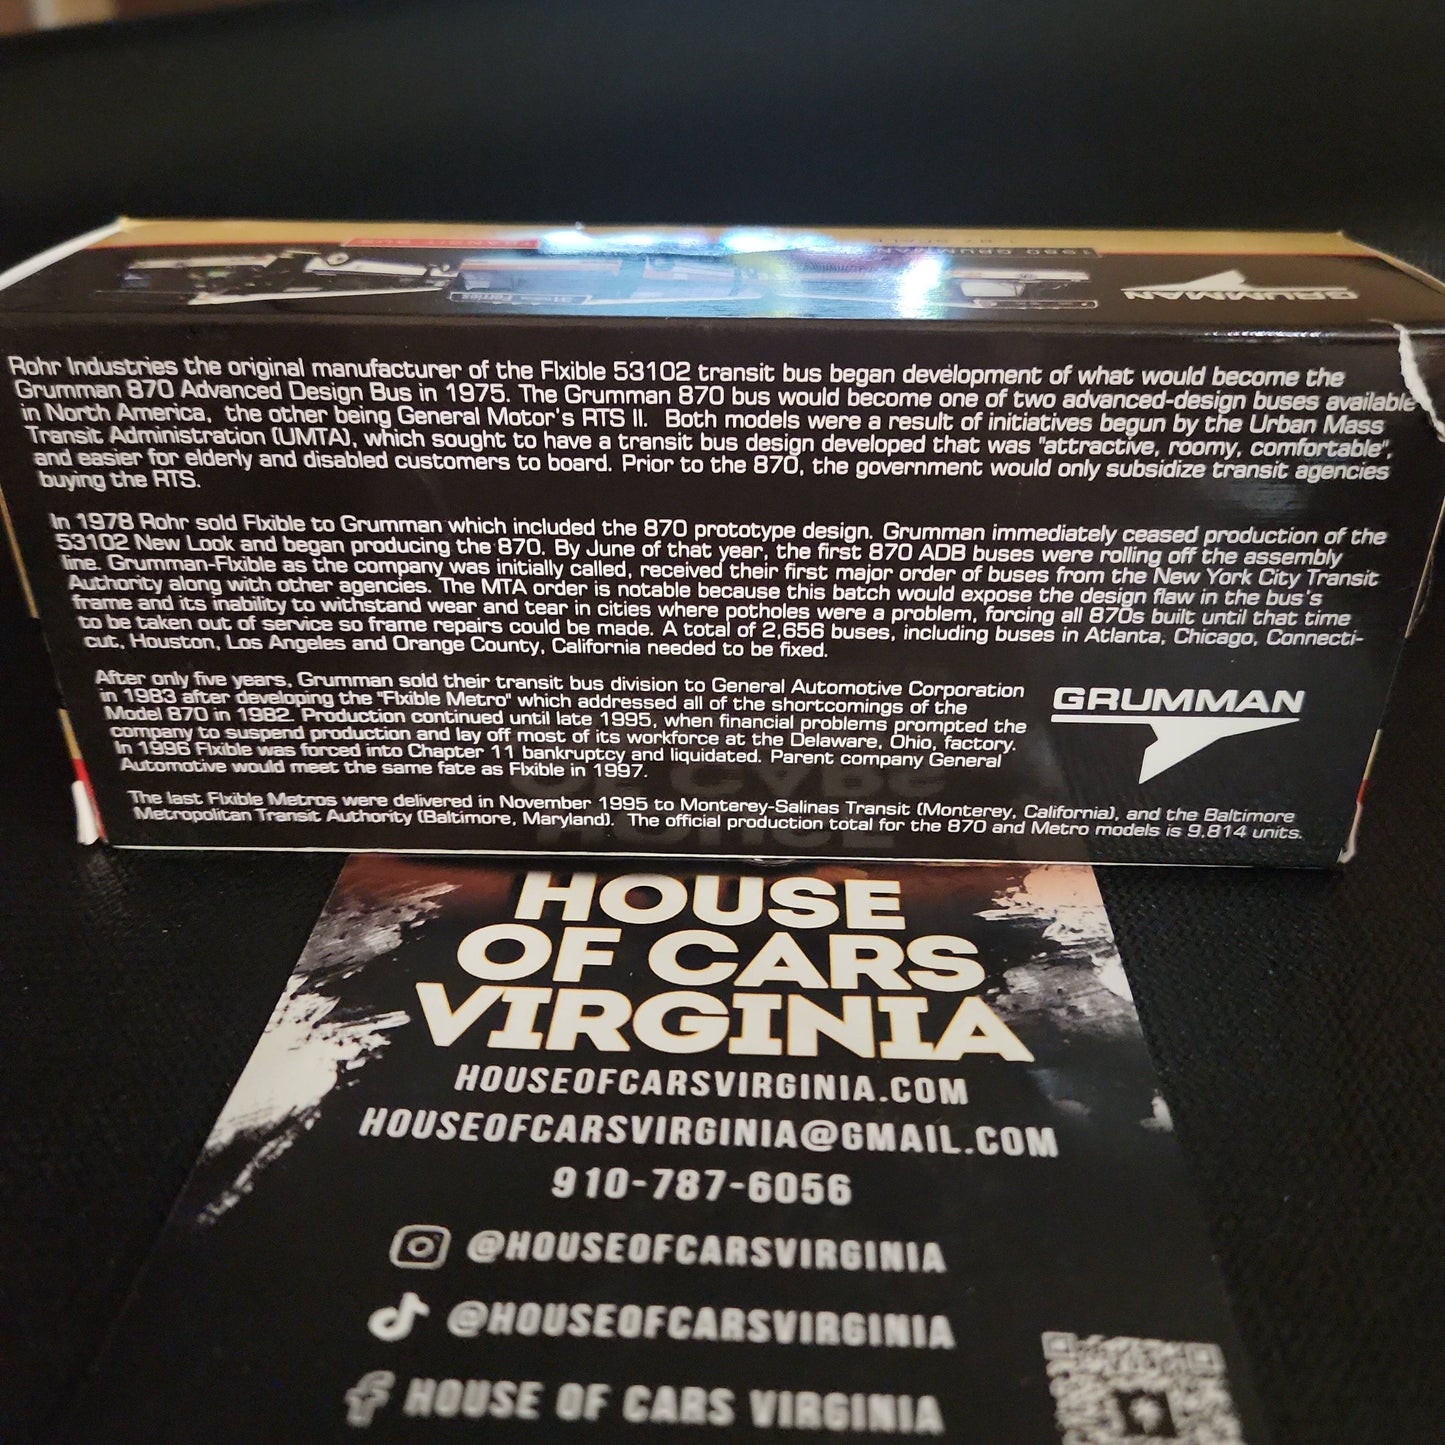 GRUMMAN
Rohr Industries the original manufacturer of the Flxible 53102 transit bus began development of what would become the
Grumman 870 Advanced Design Bus in 1975. The Grumman 870 bus would become one of two advanced-design buses available
in North America, the other being General Motor's RTS II. Both models were a result of initiatives begun by the Urban Mass
Transit Administration (UMTA), which sought to have a transit bus design developed that was "attractive, roomy, comfortable",
and easier for elderly and disabled customers to board. Prior to the 870, the government would only subsidize transit agencies
buying the RTS.
In 1978 Rohr sold Flxible to Grumman which included the 870 prototype design. Grumman immediately ceased production of the
53102 New Look and began producing the 870. By June of that year, the first 870 ADB buses were rolling off the assembly
line. Grumman-Flxible as the company was initially called, received their first major order of buses from the New York City Transit
Authority along with other agencies. The MTA order is notable because this batch would expose the design flaw in the bus's
frame and its inability to withstand wear and tear in cities where potholes were a problem, forcing all 870s built until that time
to be taken out of service so frame repairs could be made. A total of 2,656 buses, including buses in Atlanta, Chicago, Connecti-
cut, Houston, Los Angeles and Orange County, California needed to be fixed.
After only five years, Grumman sold their transit bus division to General Automotive Corporation
in 1983 after developing the "Flxible Metro" which addressed all of the shortcomings of the
Model 870 in 1982. Production continued until late 1995, when financial problems prompted the
company to suspend production and lay off most of its workforce at the Delaware, Ohio, factory.
In 1996 Flxible was forced into Chapter 11 bankruptcy and liquidated. Parent company General
Automotive would meet the same fate as Flxible in 1997.
GRUMMAN
The last Flxible Metros were delivered in November 1995 to Monterey-Salinas Transit (Monterey, California), and the Baltimore
Metropolitan Transit Authority (Baltimore, Maryland). The official production total for the 870 and Metro models is 9,814 units.
HOUSE
OF CARS
VIRGINIA
HOUSEOFCARSVIRGINIA.COM
HOUSEOFCARSVIRGINIA@GMAIL.COM
910-787-6056
@HOUSEOFCARSVIRGINIA
@HOUSEOFCARSVIRGINIA
HOUSE OF CARS VIRGINIA